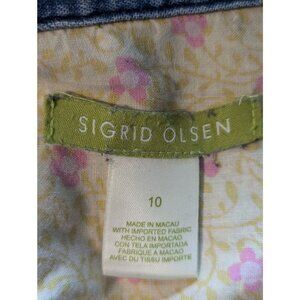 SIGRID OLSEN
10
MADE IN MACAU
WITH IMPORTED FABRIC
HECHO EN MACAO
CON TELA IMPORTADA
FABRIQUE A MACAO
AVEC DU TISSU IMPORTE